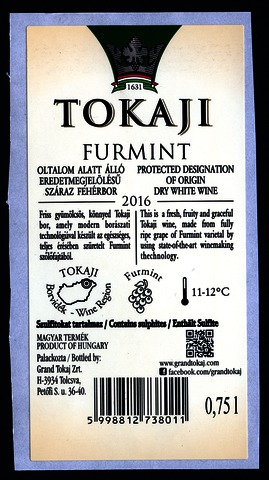 1631
TOKAJI
FURMINT
OLTALOM ALATT ÁLLÓ
EREDETMEGJELÖLÉSŰ
SZÁRAZ FEHÉRBOR
PROTECTED DESIGNATION
OF ORIGIN
DRY WHITE WINE
2016
Friss gyümölcsös, könnyed Tokaji
bor, amely modern borászati
technológiával készült az egészséges,
teljes érésében szüretelt Furmint
szőlőfajtából.
This is a fresh, fruity and graceful
Tokaji wine, made from fully
ripe grape of Furmint varietal by
using state-of-the-art winemaking
thechnology.
TOKAJI
Borvidék - Wine Region
Furmint
11-12°C
Szulfitokat tartalmaz / Contains sulphites / Enthält Sulfite
MAGYAR TERMÉK
PRODUCT OF HUNGARY
Palackozta / Bottled by:
Grand Tokaj Zrt.
H-3934 Tolcsva,
Petőfi S. u. 36-40.
www.grandtokaj.com
facebook.com/grandtokaj
5 998812 738011
0,75 l